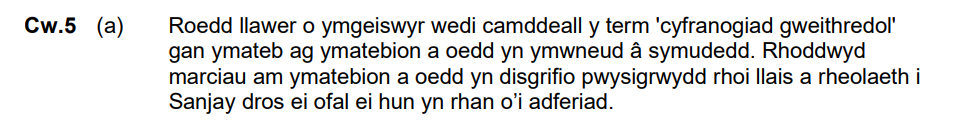 Cw.5 (a) Roedd llawer o ymgeiswyr wedi camddeall y term 'cyfranogiad gweithredol'
gan ymateb ag ymatebion a oedd yn ymwneud â symudedd. Rhoddwyd
marciau am ymatebion a oedd yn disgrifio pwysigrwydd rhoi llais a rheolaeth i
Sanjay dros ei ofal ei hun yn rhan o'i adferiad.